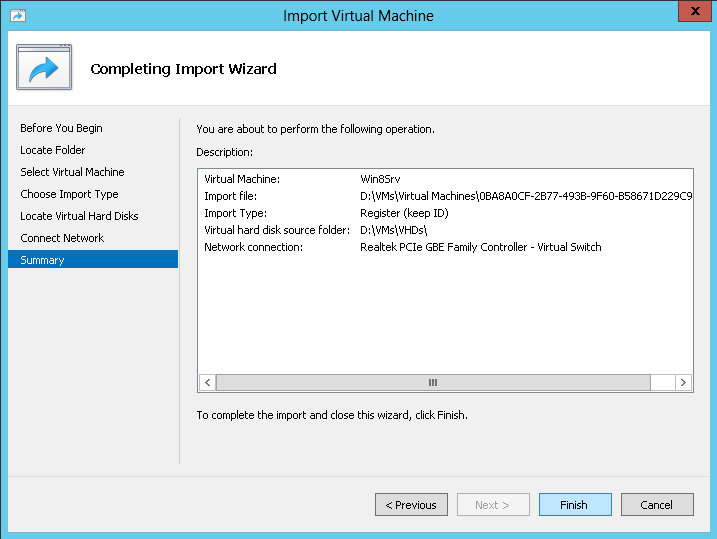 Import Virtual Machine
x
Completing Import Wizard
Before You Begin
Locate Folder
Select Virtual Machine
Choose Import Type
Locate Virtual Hard Disks
Connect Network
Summary
You are about to perform the following operation.
Description:
Virtual Machine: Win8Srv
Import file: D:\VMs\Virtual Machines\0BA8A0CF-2B77-493B-9F60-B58671D229C9
Import Type: Register (keep ID)
Virtual hard disk source folder: D:\VMs\VHDs\
Network connection: Realtek PCIe GBE Family Controller - Virtual Switch
To complete the import and close this wizard, click Finish.
< Previous Next > Finish Cancel